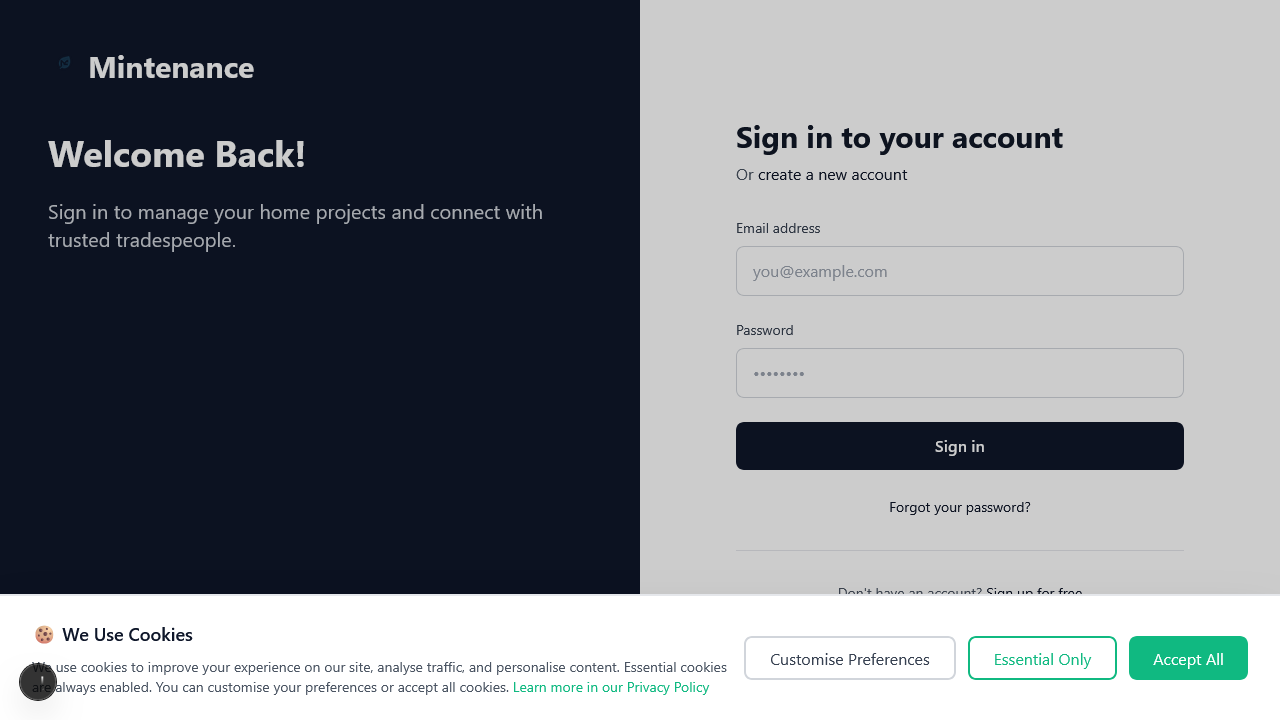 Mintenance
Welcome Back!
Sign in to manage your home projects and connect with
trusted tradespeople.
Sign in to your account
Or create a new account
Email address
you@example.com
Password
••••••••
Sign in
Forgot your password?
Don't have an account? Sign up for free
We Use Cookies
We use cookies to improve your experience on our site, analyse traffic, and personalise content. Essential cookies
are always enabled. You can customise your preferences or accept all cookies. Learn more in our Privacy Policy
Customise Preferences
Essential Only
Accept All